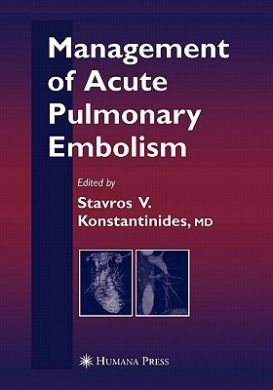 Management
of Acute
Pulmonary
Embolism
Edited by
Stavros V.
Konstantinides, MD
HUMANA PRESS